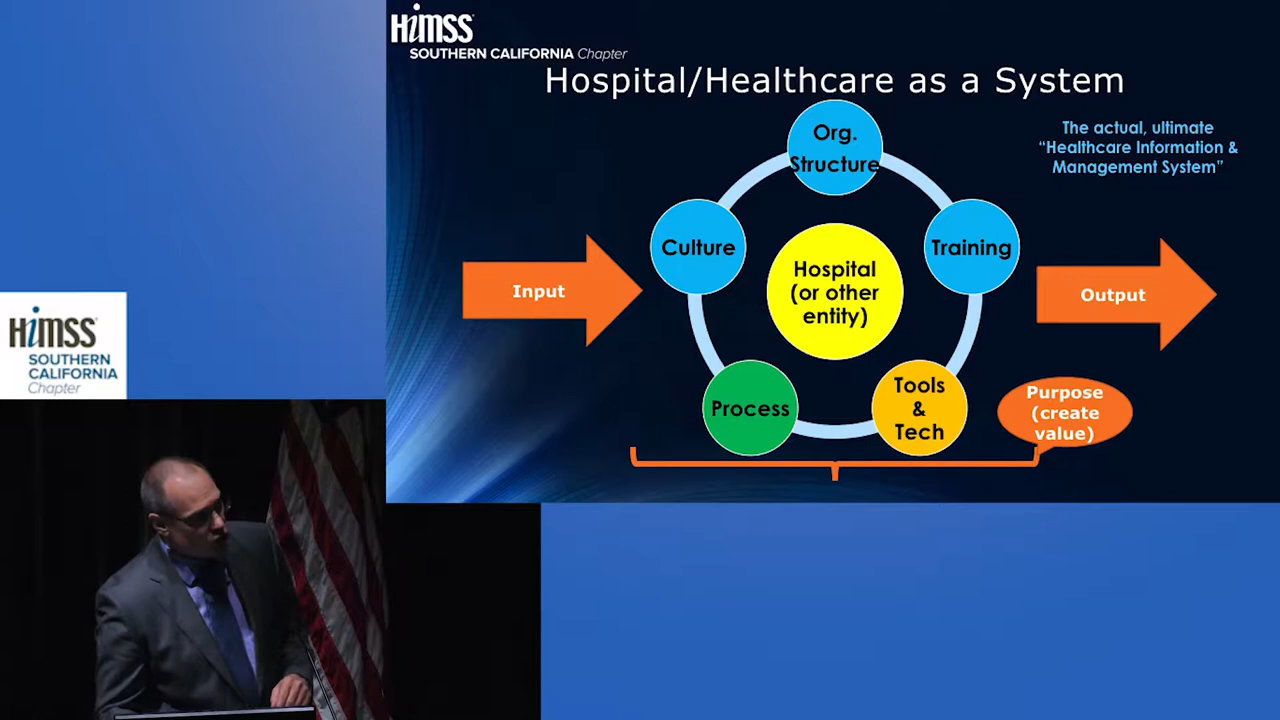 HiMSS
SOUTHERN CALIFORNIA Chapter
Hospital/Healthcare as a System
The actual, ultimate
“Healthcare Information &
Management System”
Org.
Structure
Culture
Training
Hospital
(or other
entity)
Input
Output
Process
Tools
&
Tech
Purpose
(create
value)
HiMSS
SOUTHERN
CALIFORNIA
Chapter